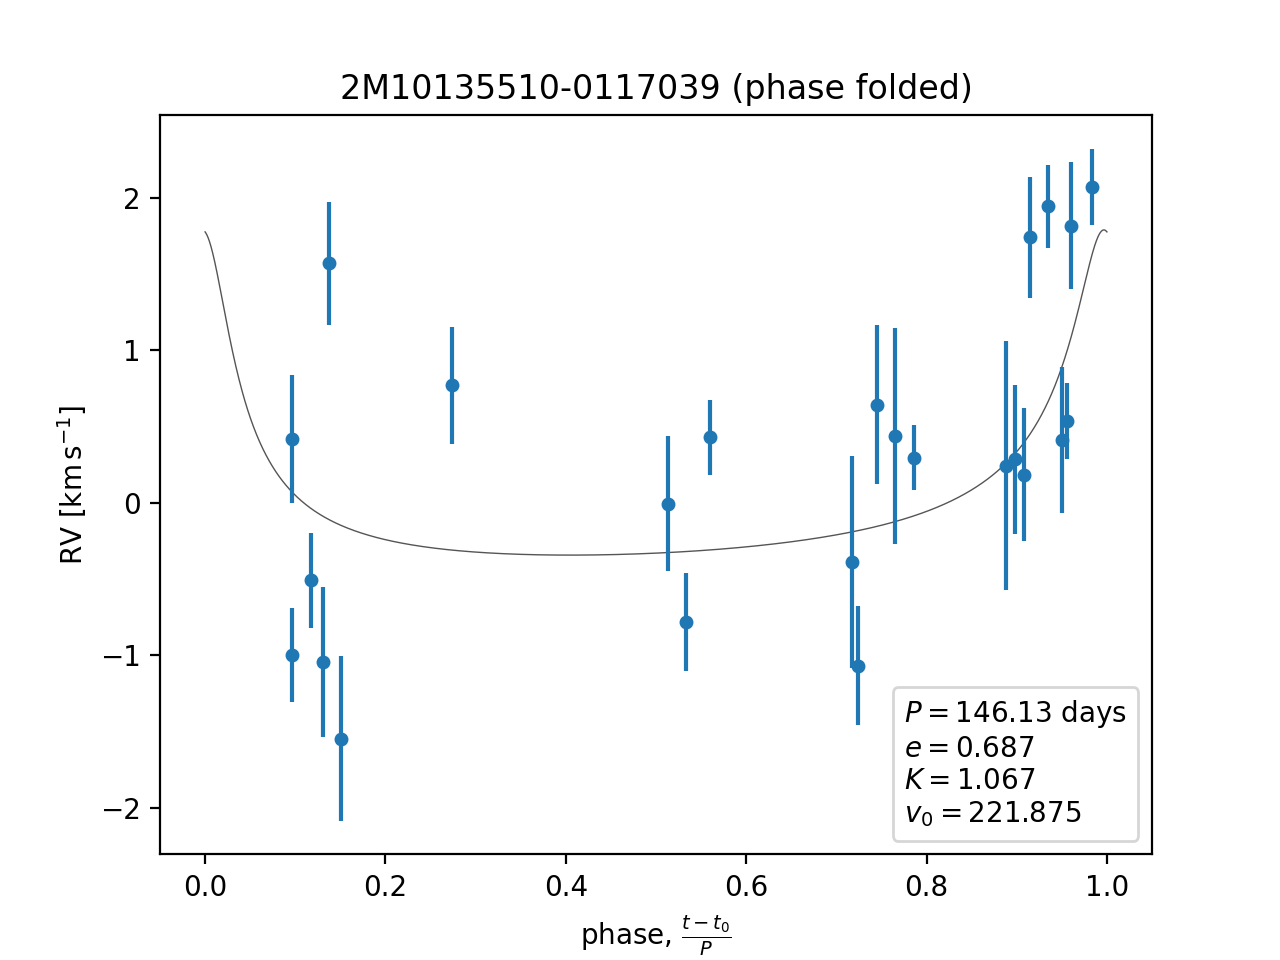 2M10135510-0117039 (phase folded)
RV [km s⁻¹]
2
1
0
−1
−2
P = 146.13 days
e = 0.687
K = 1.067
v₀ = 221.875
0.0 0.2 0.4 0.6 0.8 1.0
phase, (t − t₀)/P